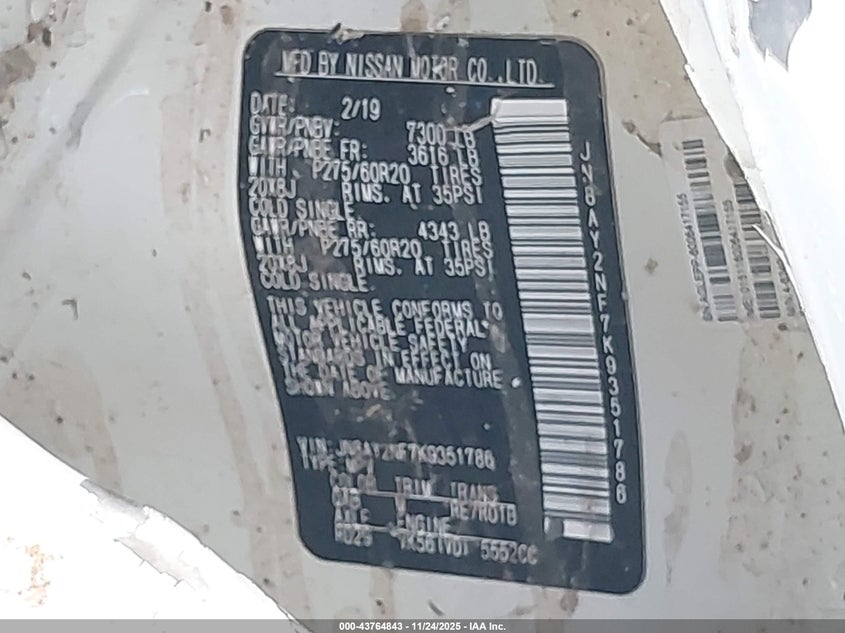 MFD BY NISSAN MOTOR CO.,LTD.
DATE: 2/19
GVWR/PNBV: 7300 LB
GAWR/PNBE FR: 3616 LB
WITH P275/60R20 TIRES
20X8J RIMS. AT 35PSI
COLD SINGLE.
GAWR/PNBE RR: 4343 LB
WITH P275/60R20 TIRES
20X8J RIMS. AT 35PSI
COLD SINGLE.
THIS VEHICLE CONFORMS TO
ALL APPLICABLE FEDERAL
MOTOR VEHICLE SAFETY
STANDARDS IN EFFECT ON
THE DATE OF MANUFACTURE
SHOWN ABOVE.
VIN: JN8AY2NF7K9351786
TYPE: MPV
COLOR TRIM TRANS
W RE7R01B
AXLE ENGINE
5552CC
JN8AY2NF7K9351786
000-43764843 - 11/24/2025 - IAA Inc.